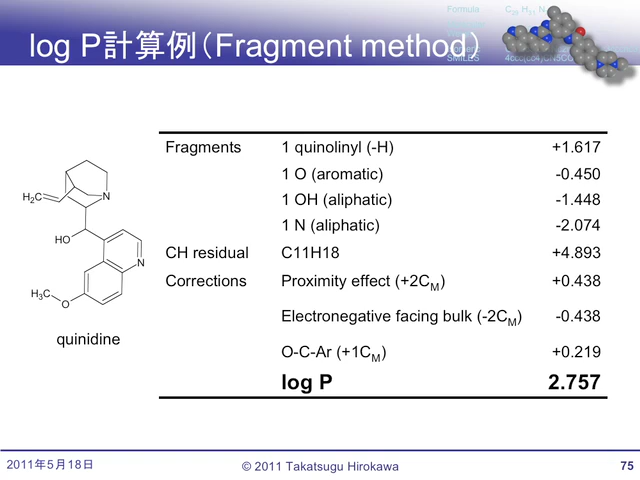 Formula
log P計算例（Fragment method）
SMILES
Fragments 1 quinolinyl (-H) +1.617
1 O (aromatic) -0.450
1 OH (aliphatic) -1.448
1 N (aliphatic) -2.074
CH residual C11H18 +4.893
Corrections Proximity effect (+2CM) +0.438
Electronegative facing bulk (-2CM) -0.438
O-C-Ar (+1CM) +0.219
log P 2.757
H2C
N
HO
N
H3C
O
quinidine
2011年5月18日
© 2011 Takatsugu Hirokawa
75